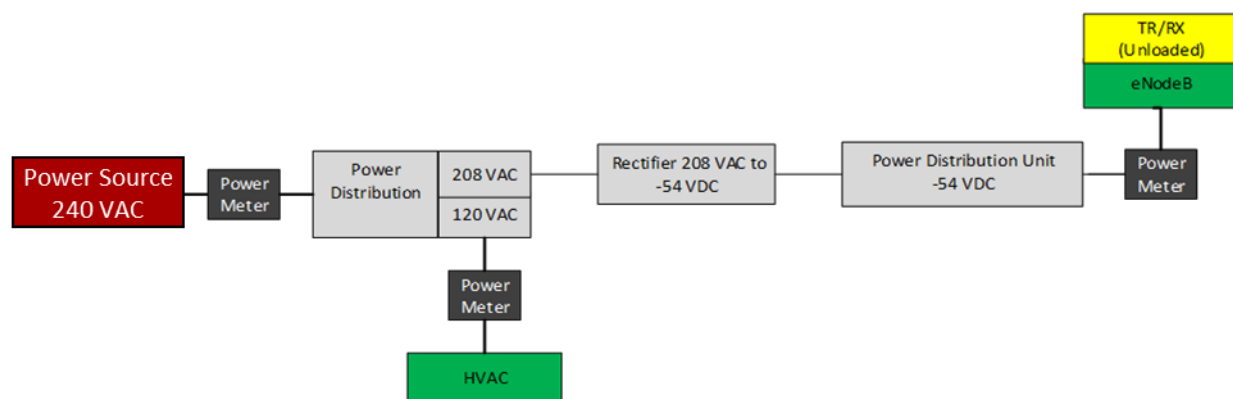 TR/RX
(Unloaded)
eNodeB
Power Source
240 VAC
Power
Meter
Power
Distribution
208 VAC
120 VAC
Rectifier 208 VAC to
-54 VDC
Power Distribution Unit
-54 VDC
Power
Meter
Power
Meter
HVAC